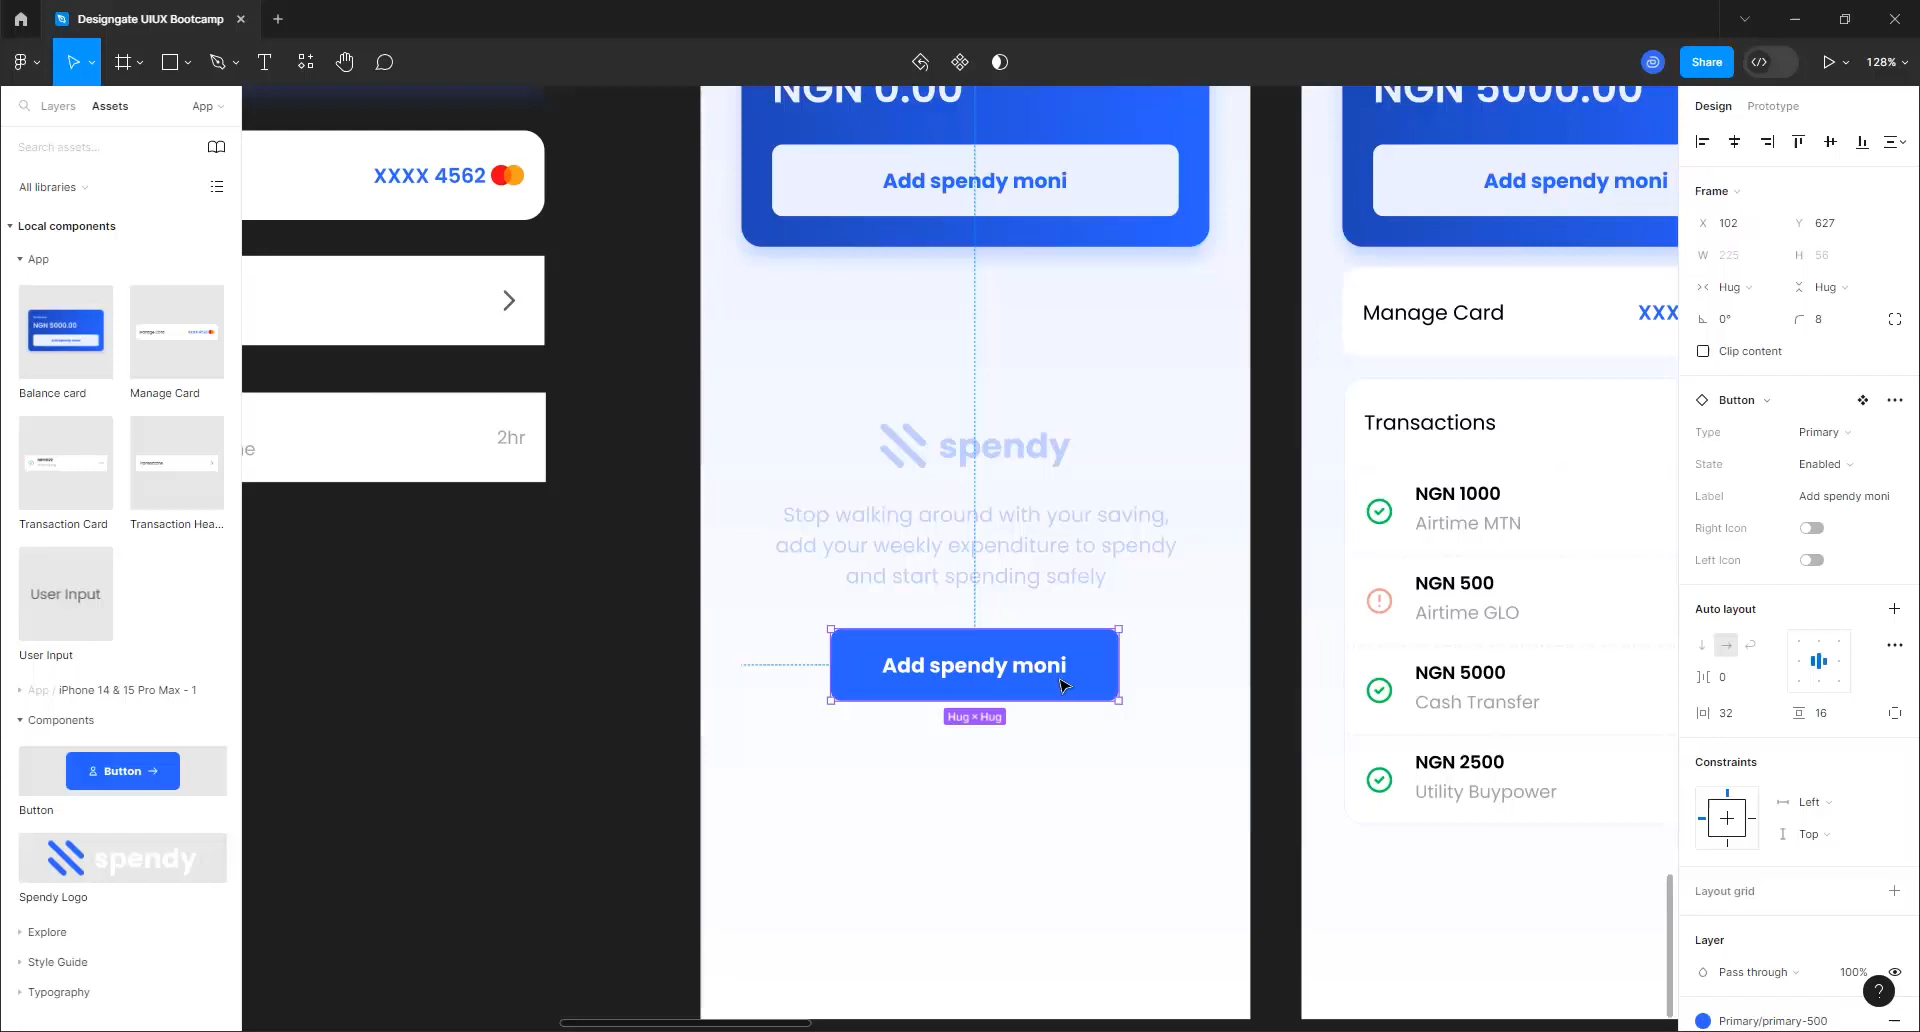 Designgate UIUX Bootcamp
Share
128%
Layers
Assets
App
Search assets...
All libraries
Local components
App
Balance card
Manage Card
Transaction Card
Transaction Hea...
User Input
User Input
App / iPhone 14 & 15 Pro Max - 1
Components
Button
Button
spendy
Spendy Logo
Explore
Style Guide
Typography
XXXX 4562
2hr
NGN 0.00
Add spendy moni
spendy
Stop walking around with your saving,
add your weekly expenditure to spendy
and start spending safely
Add spendy moni
Hug × Hug
NGN 5000.00
Add spendy moni
Manage Card
XXX
Transactions
NGN 1000
Airtime MTN
NGN 500
Airtime GLO
NGN 5000
Cash Transfer
NGN 2500
Utility Buypower
Design
Prototype
Frame
X 102
Y 627
W 225
H 56
Hug
Hug
0°
8
Clip content
Button
Type Primary
State Enabled
Label Add spendy moni
Right Icon
Left Icon
Auto layout
0
32
16
Constraints
Left
Top
Layout grid
Layer
Pass through 100%
?
Primary/primary-500